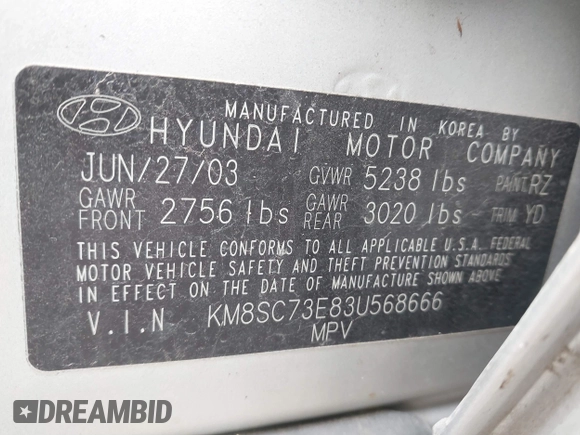 MANUFACTURED IN KOREA BY
HYUNDAI MOTOR COMPANY
JUN/27/03 GVWR 5238 lbs PAINT: RZ
GAWR FRONT 2756 lbs GAWR REAR 3020 lbs TRIM YD
THIS VEHICLE CONFORMS TO ALL APPLICABLE U.S.A. FEDERAL
MOTOR VEHICLE SAFETY AND THEFT PREVENTION STANDARDS
IN EFFECT ON THE DATE OF MANUFACTURE SHOWN ABOVE.
V.I.N KM8SC73E83U568666
MPV
DREAMBID